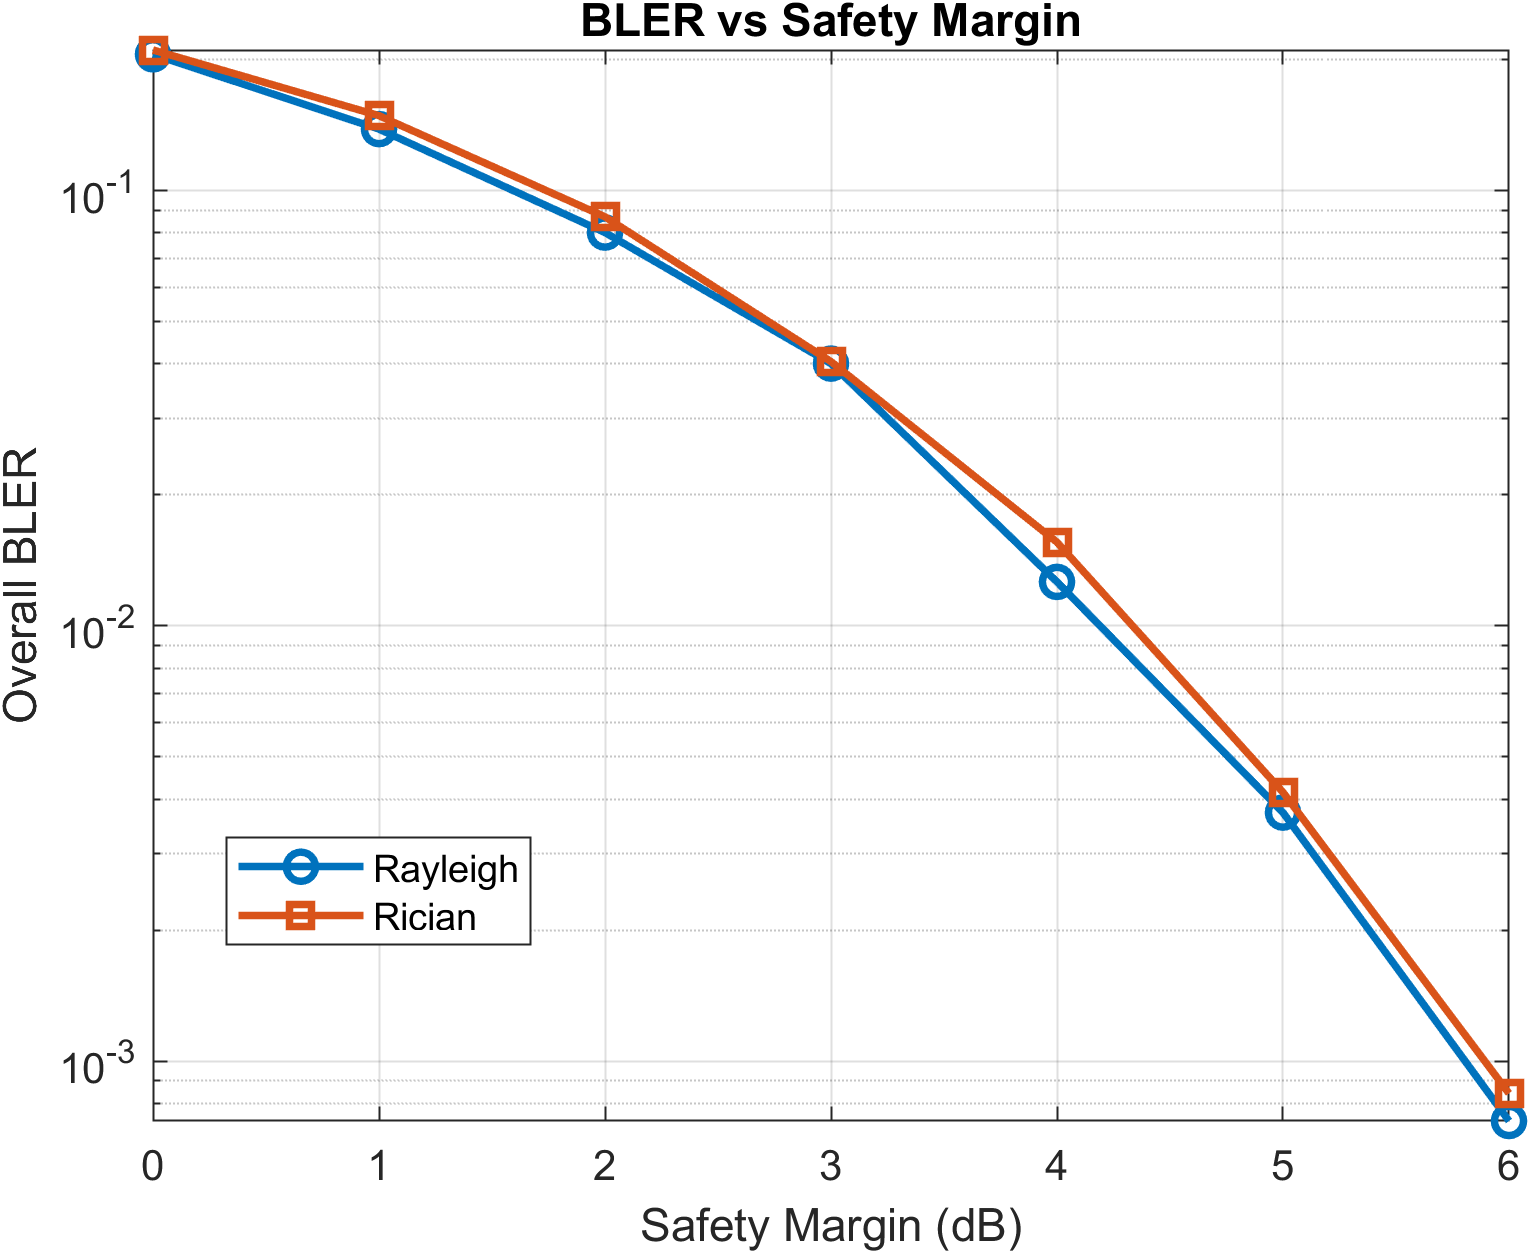 BLER vs Safety Margin
Overall BLER
10^-1
10^-2
10^-3
Rayleigh
Rician
0 1 2 3 4 5 6
Safety Margin (dB)